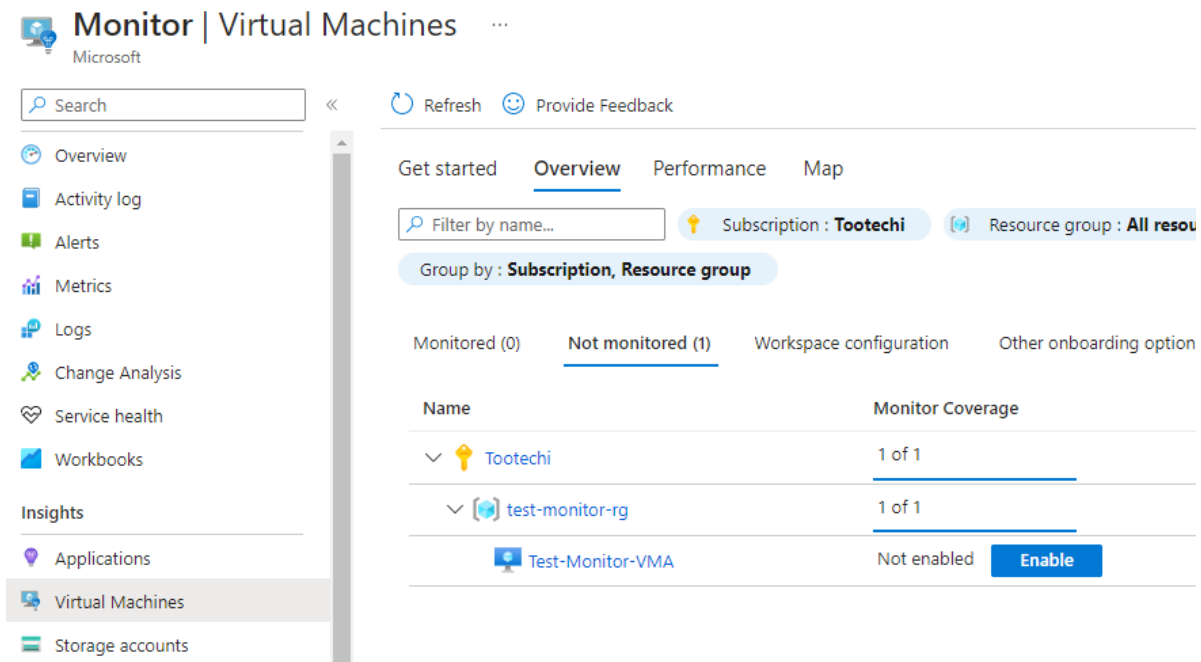 Monitor | Virtual Machines ...
Microsoft
Search
Refresh Provide Feedback
Overview
Activity log
Alerts
Metrics
Logs
Change Analysis
Service health
Workbooks
Insights
Applications
Virtual Machines
Storage accounts
Get started Overview Performance Map
Filter by name... Subscription : Tootechi Resource group : All resou
Group by : Subscription, Resource group
Monitored (0) Not monitored (1) Workspace configuration Other onboarding option
Name Monitor Coverage
Tootechi 1 of 1
test-monitor-rg 1 of 1
Test-Monitor-VMA Not enabled Enable